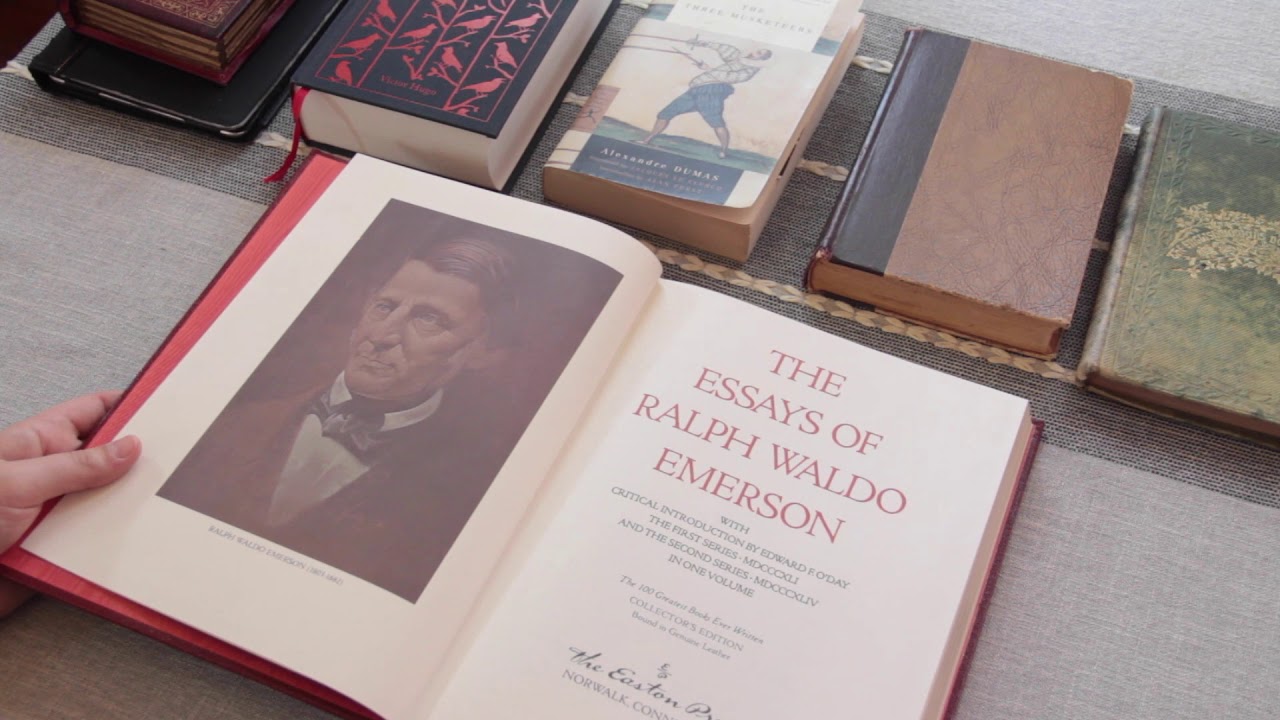 Victor Hugo
THE
THREE MUSKETEERS
Alexandre DUMAS
RALPH WALDO EMERSON (1803-1882)
THE
ESSAYS OF
RALPH WALDO
EMERSON
WITH
CRITICAL INTRODUCTION BY EDWARD F. O'DAY
THE FIRST SERIES · MDCCCXLI
AND THE SECOND SERIES · MDCCCXLIV
IN ONE VOLUME
The 100 Greatest Books Ever Written
COLLECTOR'S EDITION
Bound in Genuine Leather
The Easton Pr
NORWALK, CONN